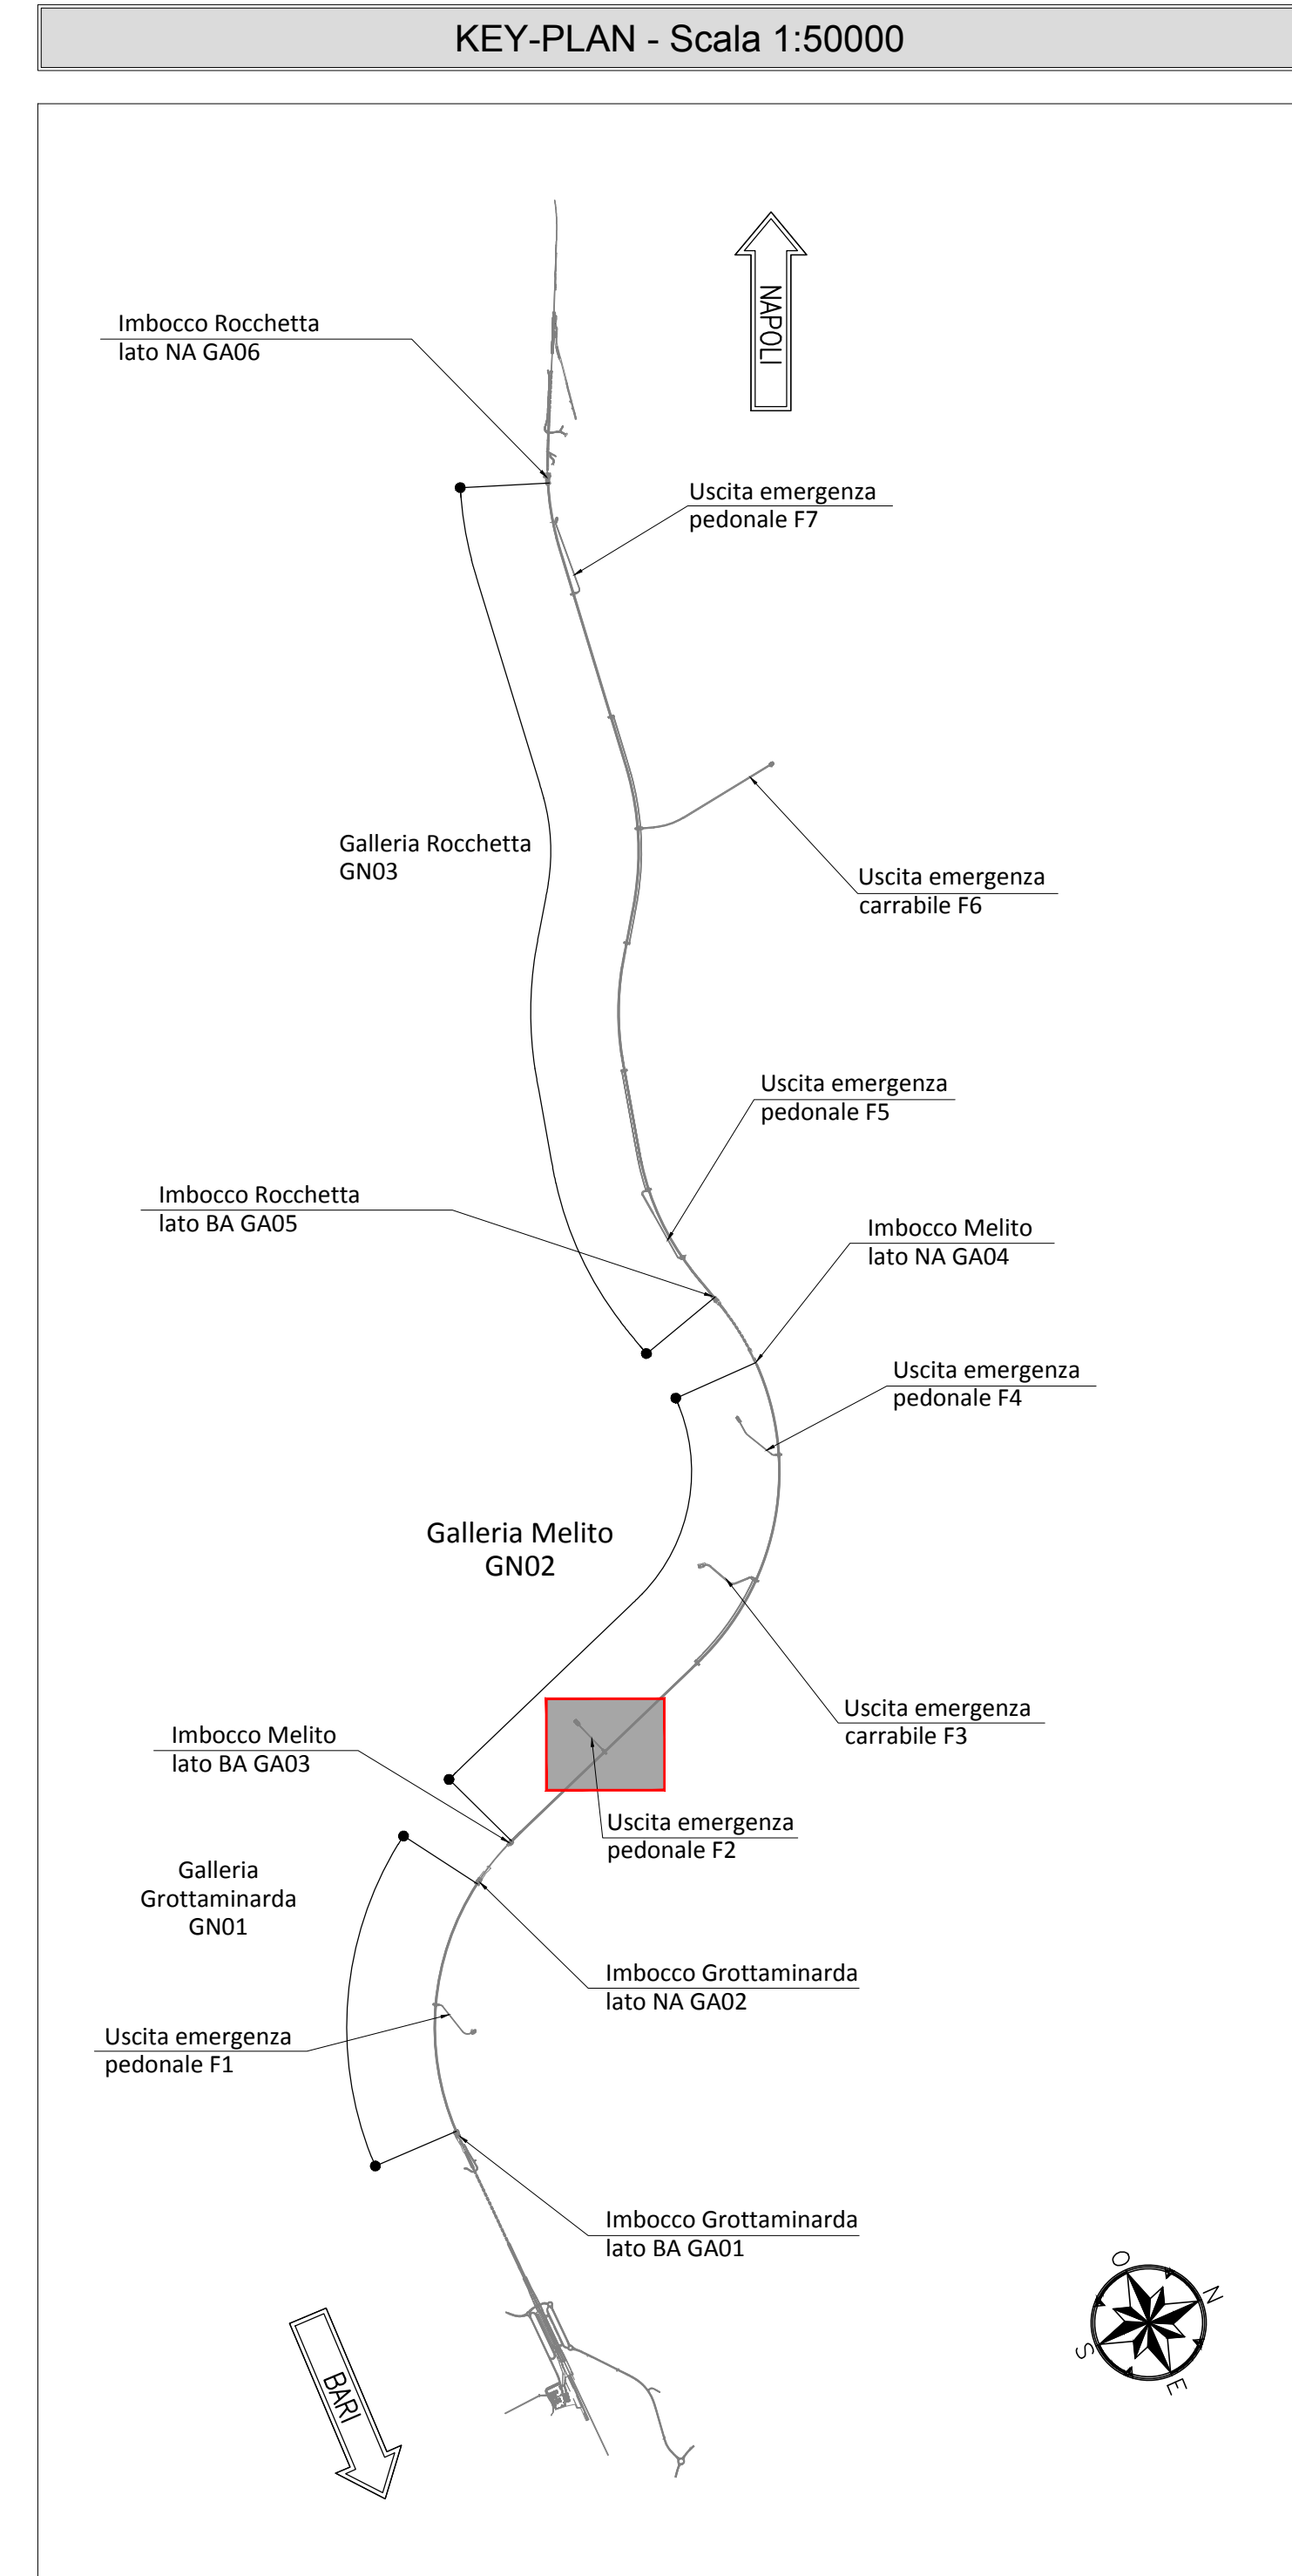 KEY-PLAN - Scala 1:50000
NAPOLI
Imbocco Rocchetta
lato NA GA06
Uscita emergenza
pedonale F7
Galleria Rocchetta
GN03
Uscita emergenza
carrabile F6
Uscita emergenza
pedonale F5
Imbocco Rocchetta
lato BA GA05
Imbocco Melito
lato NA GA04
Uscita emergenza
pedonale F4
Galleria Melito
GN02
Uscita emergenza
carrabile F3
Imbocco Melito
lato BA GA03
Uscita emergenza
pedonale F2
Galleria
Grottaminarda
GN01
Imbocco Grottaminarda
lato NA GA02
Uscita emergenza
pedonale F1
Imbocco Grottaminarda
lato BA GA01
O
N
S
E
BARI